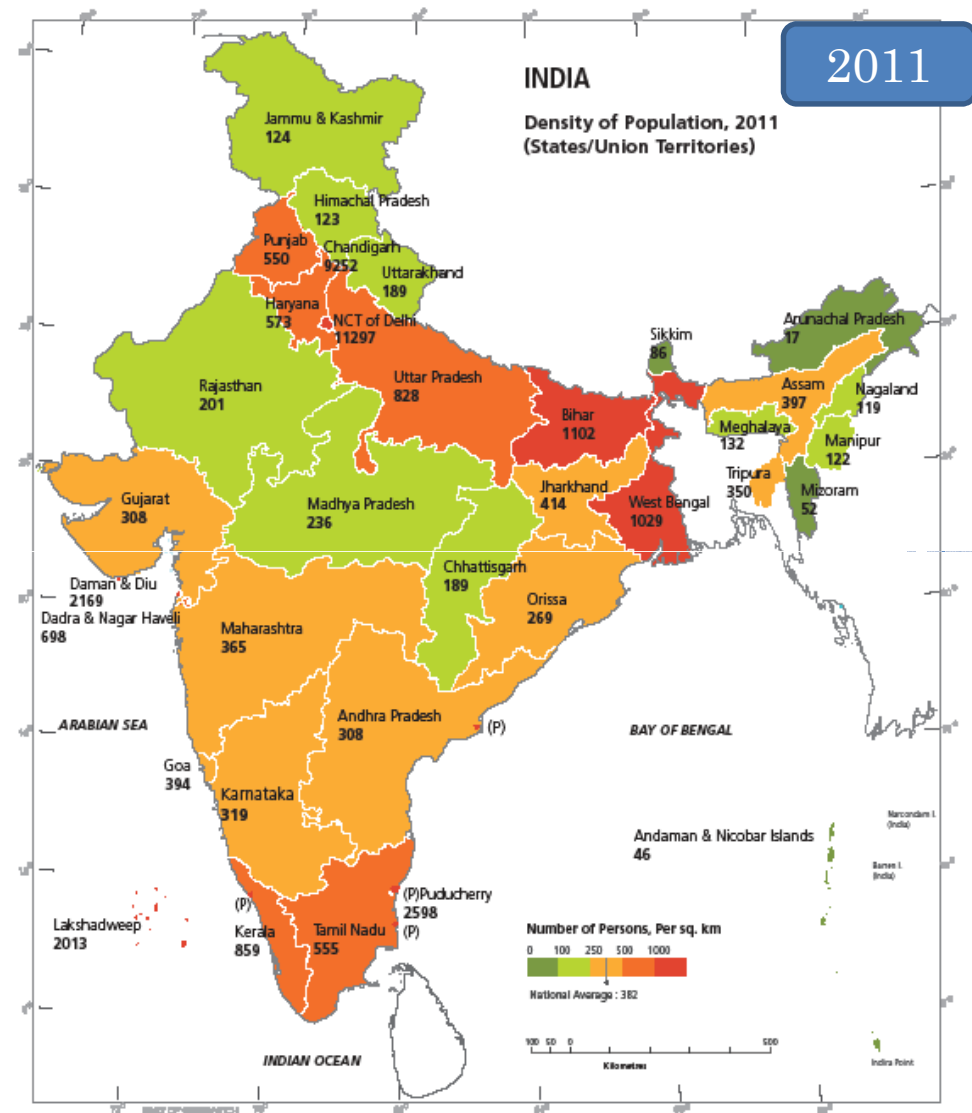 2011
INDIA
Density of Population, 2011
(States/Union Territories)
Jammu & Kashmir
124
Himachal Pradesh
123
Punjab
550
Chandigarh
9252
Uttarakhand
189
Haryana
573
NCT of Delhi
11297
Rajasthan
201
Uttar Pradesh
828
Sikkim
86
Arunachal Pradesh
17
Assam
397
Nagaland
119
Bihar
1102
Meghalaya
132
Manipur
122
Tripura
350
Mizoram
52
Gujarat
308
Madhya Pradesh
236
Jharkhand
414
West Bengal
1029
Chhattisgarh
189
Daman & Diu
2169
Dadra & Nagar Haveli
698
Orissa
269
Maharashtra
365
ARABIAN SEA
Andhra Pradesh
308
(P)
BAY OF BENGAL
Goa
394
Karnataka
319
Narcondam I.
(India)
Andaman & Nicobar Islands
46
Barren I.
(India)
(P)
(P)Puducherry
2598
(P)
Lakshadweep
2013
Kerala
859
Tamil Nadu
555
Number of Persons, Per sq. km
0 100 250 500 1000
National Average : 382
100 50 0 500
Kilometres
INDIAN OCEAN
Indira Point